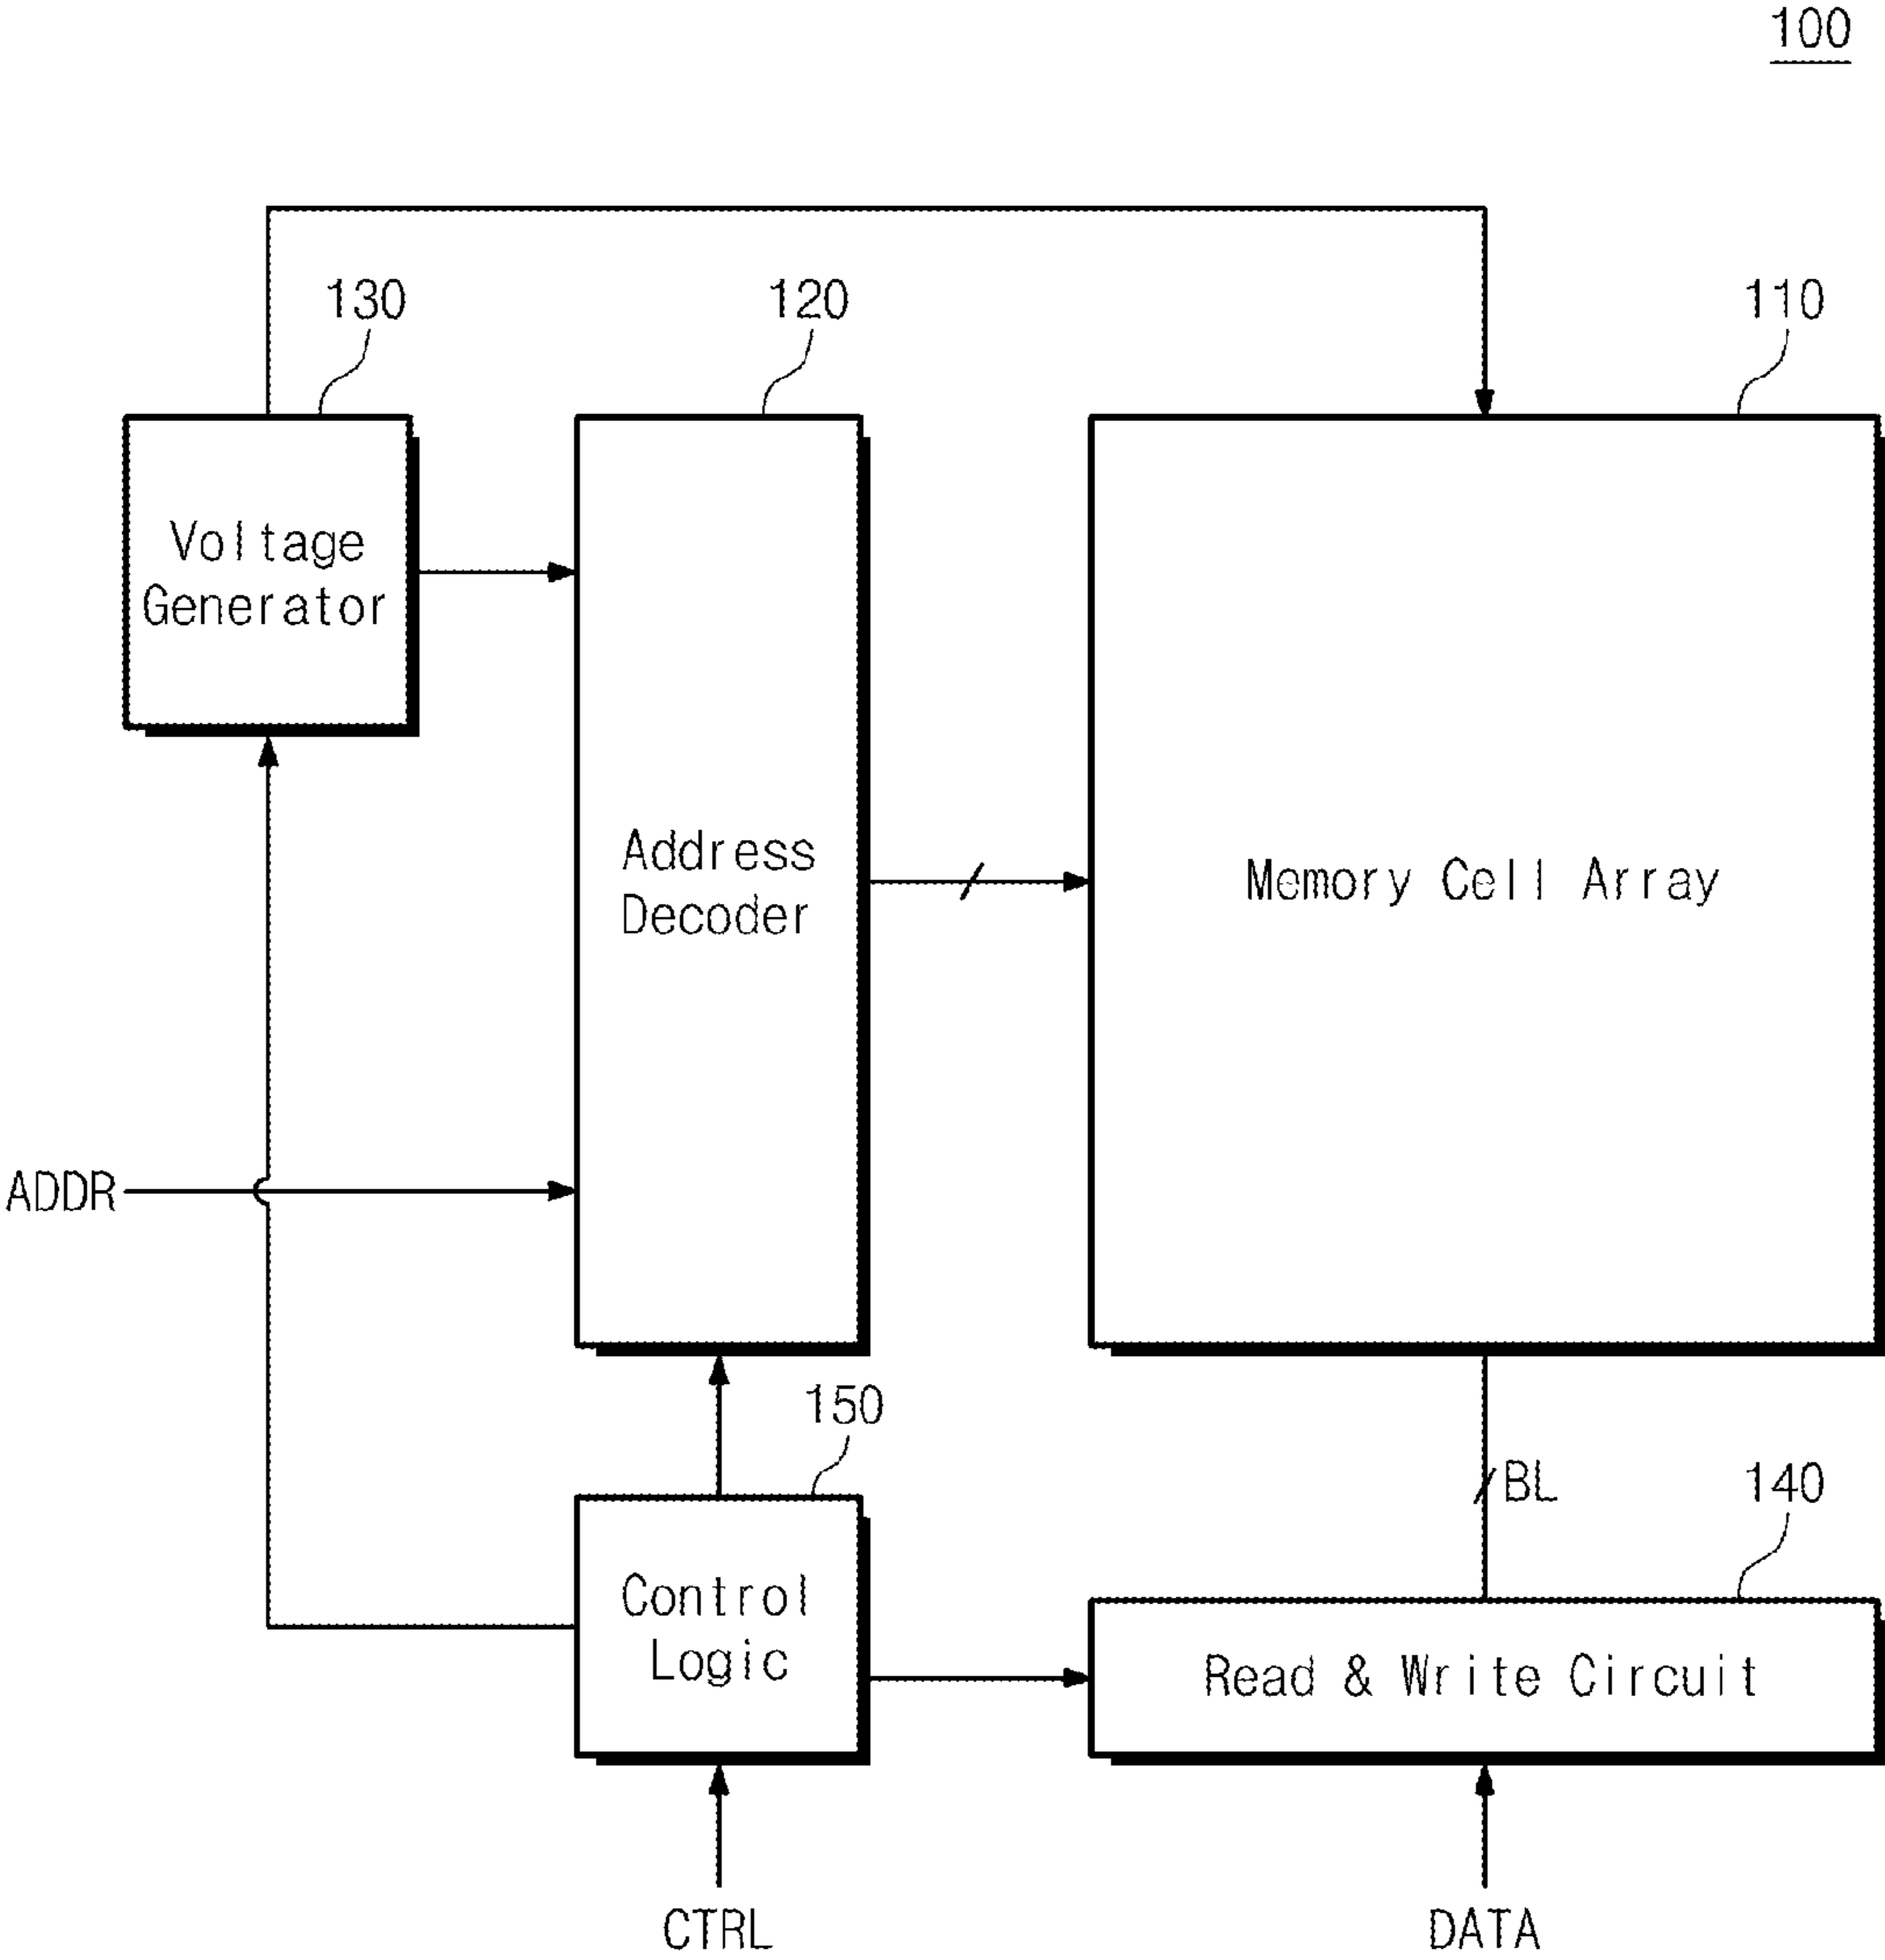 100
130
120
110
Voltage
Generator
Address
Decoder
Memory Cell Array
ADDR
150
BL
140
Control
Logic
Read & Write Circuit
CTRL
DATA